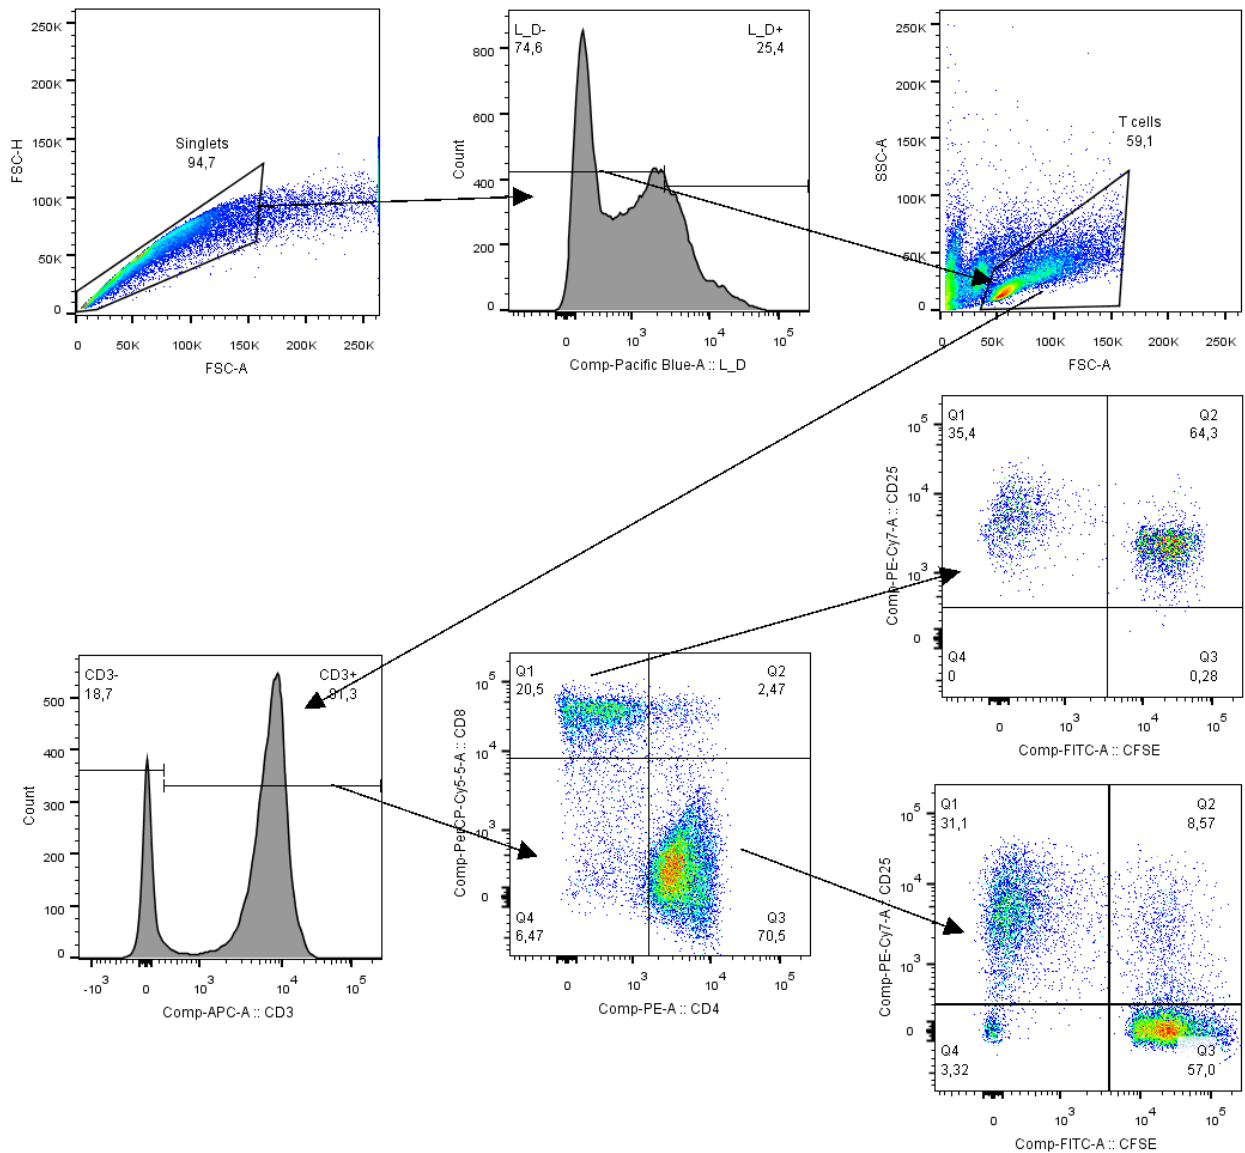 250K
200K
150K
100K
50K
0
FSC-H
Singlets
94,7
0 50K 100K 150K 200K 250K
FSC-A
L_D-
74,6
L_D+
25,4
800
600
400
200
0
Count
0 10^3 10^4 10^5
Comp-Pacific Blue-A :: L_D
250K
200K
150K
100K
50K
0
SSC-A
T cells
59,1
0 50K 100K 150K 200K 250K
FSC-A
Q1
35,4
Q2
64,3
Q4
0
Q3
0,28
10^5
10^4
10^3
0
Comp-PE-Cy7-A :: CD25
0 10^3 10^4 10^5
Comp-FITC-A :: CFSE
CD3-
18,7
CD3+
91,3
500
400
300
200
100
0
Count
-10^3 0 10^3 10^4 10^5
Comp-APC-A :: CD3
Q1
20,5
Q2
2,47
Q4
6,47
Q3
70,5
10^5
10^4
10^3
0
Comp-PerCP-Cy5-5-A :: CD8
0 10^3 10^4 10^5
Comp-PE-A :: CD4
Q1
31,1
Q2
8,57
Q4
3,32
Q3
57,0
10^5
10^4
10^3
0
Comp-PE-Cy7-A :: CD25
0 10^3 10^4 10^5
Comp-FITC-A :: CFSE